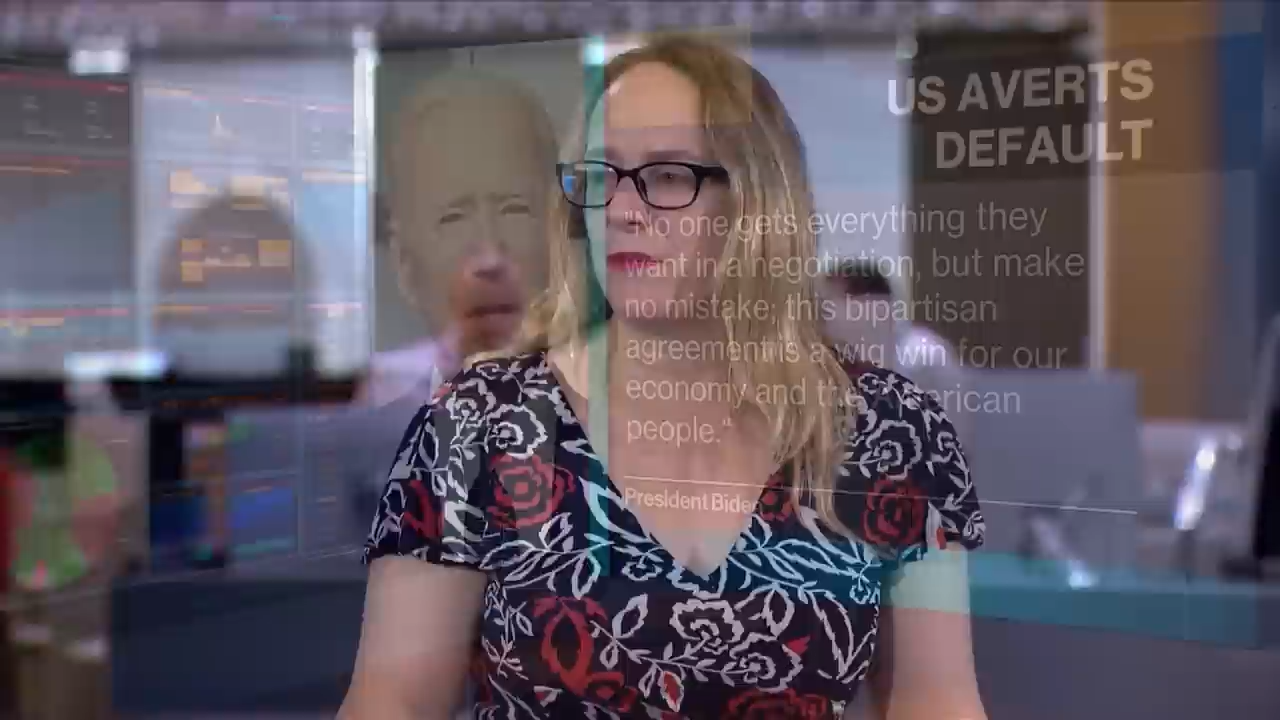 US AVERTS
DEFAULT
"No one gets everything they
want in a negotiation, but make
no mistake; this bipartisan
agreement is a wig win for our
economy and the American
people."
President Biden